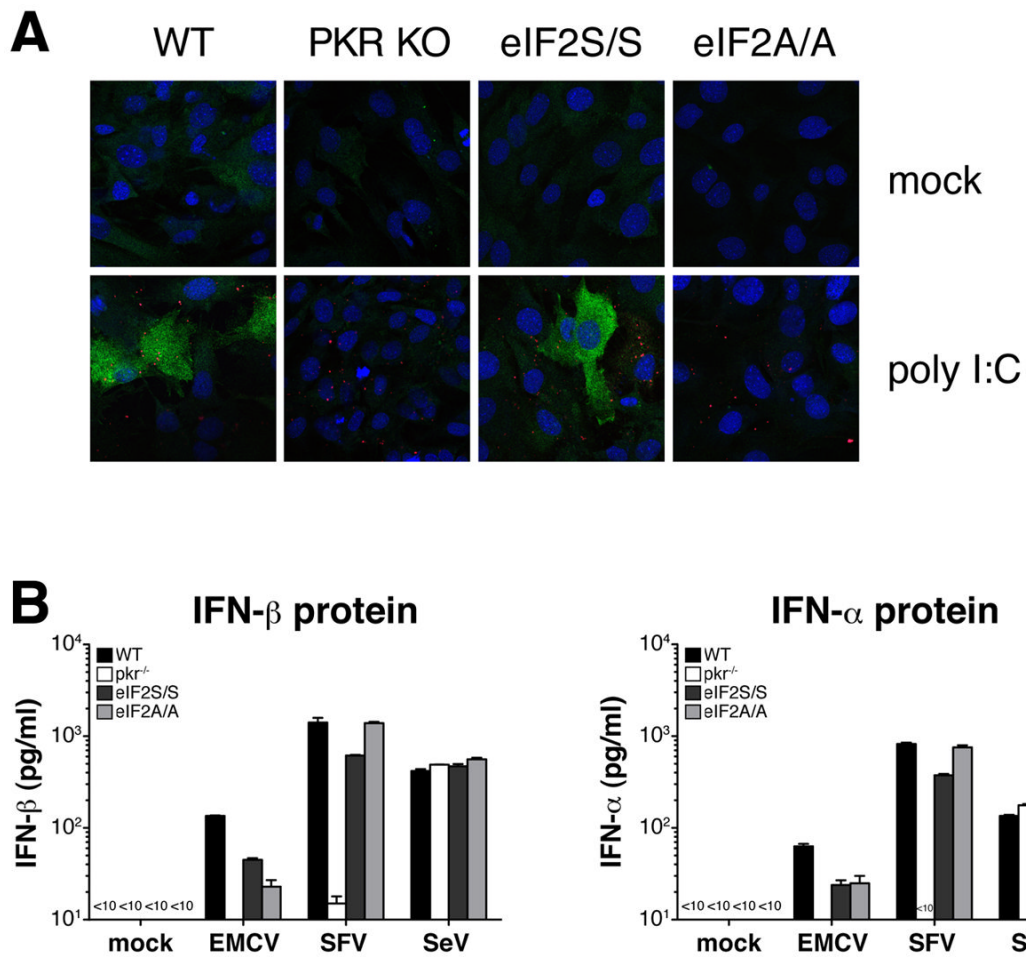 A
WT PKR KO eIF2S/S eIF2A/A
mock
poly I:C
B
IFN-β protein
10⁴
10³
10²
10¹
IFN-β (pg/ml)
WT
pkr⁻/⁻
eIF2S/S
eIF2A/A
<10 <10 <10 <10
mock EMCV SFV SeV
IFN-α protein
10⁴
10³
10²
10¹
IFN-α (pg/ml)
WT
pkr⁻/⁻
eIF2S/S
eIF2A/A
<10 <10 <10 <10
<10
mock EMCV SFV S